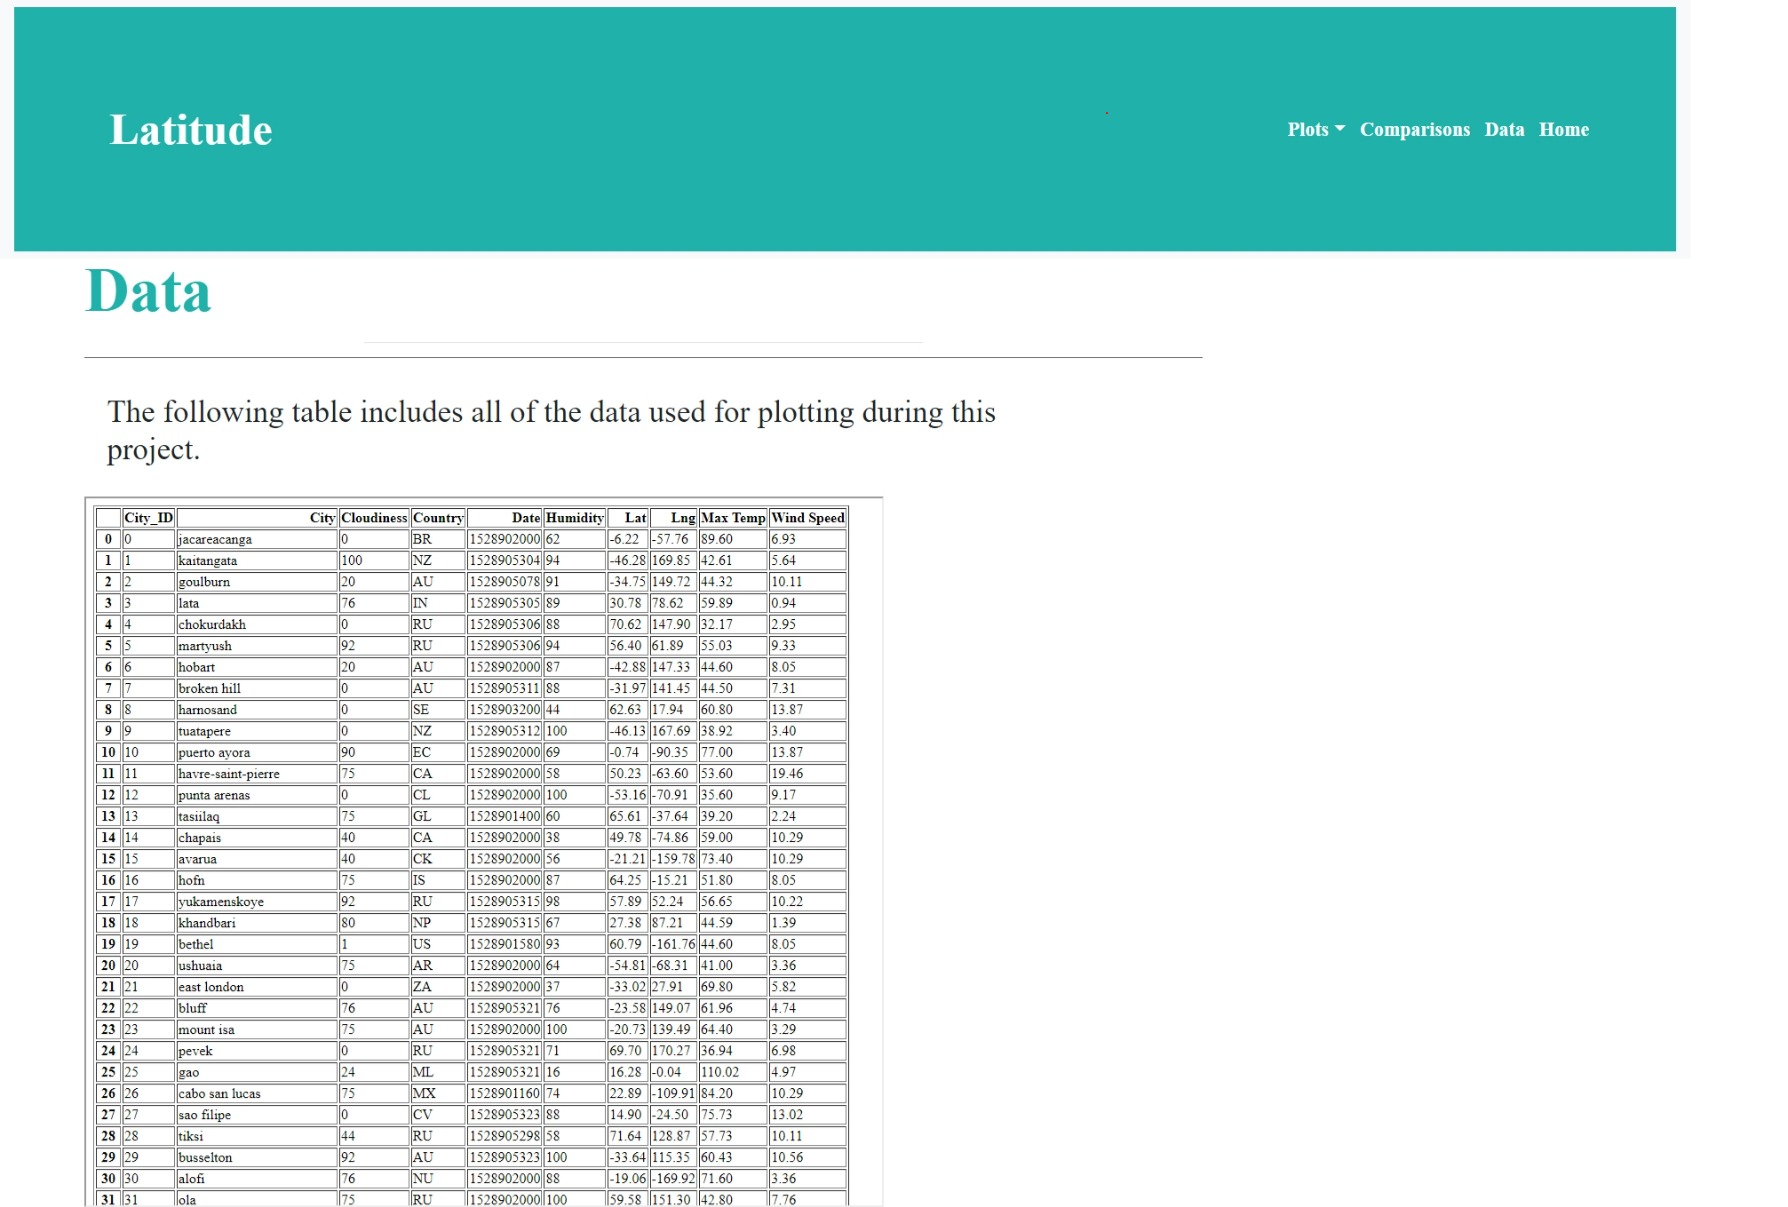 Latitude
Plots Comparisons Data Home
Data
The following table includes all of the data used for plotting during this
project.
City_ID City Cloudiness Country Date Humidity Lat Lng Max Temp Wind Speed
0 0 jacareacanga 0 BR 1528902000 62 -6.22 -57.76 89.60 6.93
1 1 kaitangata 100 NZ 1528905304 94 -46.28 169.85 42.61 5.64
2 2 goulburn 20 AU 1528905078 91 -34.75 149.72 44.32 10.11
3 3 lata 76 IN 1528905305 89 30.78 78.62 59.89 0.94
4 4 chokurdakh 0 RU 1528905306 88 70.62 147.90 32.17 2.95
5 5 martyush 92 RU 1528905306 94 56.40 61.89 55.03 9.33
6 6 hobart 20 AU 1528902000 87 -42.88 147.33 44.60 8.05
7 7 broken hill 0 AU 1528905311 88 -31.97 141.45 44.50 7.31
8 8 harnosand 0 SE 1528903200 44 62.63 17.94 60.80 13.87
9 9 tuatapere 0 NZ 1528905312 100 -46.13 167.69 38.92 3.40
10 10 puerto ayora 90 EC 1528902000 69 -0.74 -90.35 77.00 13.87
11 11 havre-saint-pierre 75 CA 1528902000 58 50.23 -63.60 53.60 19.46
12 12 punta arenas 0 CL 1528902000 100 -53.16 -70.91 35.60 9.17
13 13 tasiilaq 75 GL 1528901400 60 65.61 -37.64 39.20 2.24
14 14 chapais 40 CA 1528902000 38 49.78 -74.86 59.00 10.29
15 15 avarua 40 CK 1528902000 56 -21.21 -159.78 73.40 10.29
16 16 hofn 75 IS 1528902000 87 64.25 -15.21 51.80 8.05
17 17 yukamenskoye 92 RU 1528905315 98 57.89 52.24 56.65 10.22
18 18 khandbari 80 NP 1528905315 67 27.38 87.21 44.59 1.39
19 19 bethel 1 US 1528901580 93 60.79 -161.76 44.60 8.05
20 20 ushuaia 75 AR 1528902000 64 -54.81 -68.31 41.00 3.36
21 21 east london 0 ZA 1528902000 37 -33.02 27.91 69.80 5.82
22 22 bluff 76 AU 1528905321 76 -23.58 149.07 61.96 4.74
23 23 mount isa 75 AU 1528902000 100 -20.73 139.49 64.40 3.29
24 24 pevek 0 RU 1528905321 71 69.70 170.27 36.94 6.98
25 25 gao 24 ML 1528905321 16 16.28 -0.04 110.02 4.97
26 26 cabo san lucas 75 MX 1528901160 74 22.89 -109.91 84.20 10.29
27 27 sao filipe 0 CV 1528905323 88 14.90 -24.50 75.73 13.02
28 28 tiksi 44 RU 1528905298 58 71.64 128.87 57.73 10.11
29 29 busselton 92 AU 1528905323 100 -33.64 115.35 60.43 10.56
30 30 alofi 76 NU 1528902000 88 -19.06 -169.92 71.60 3.36
31 31 ola 75 RU 1528902000 100 59.58 151.30 42.80 7.76